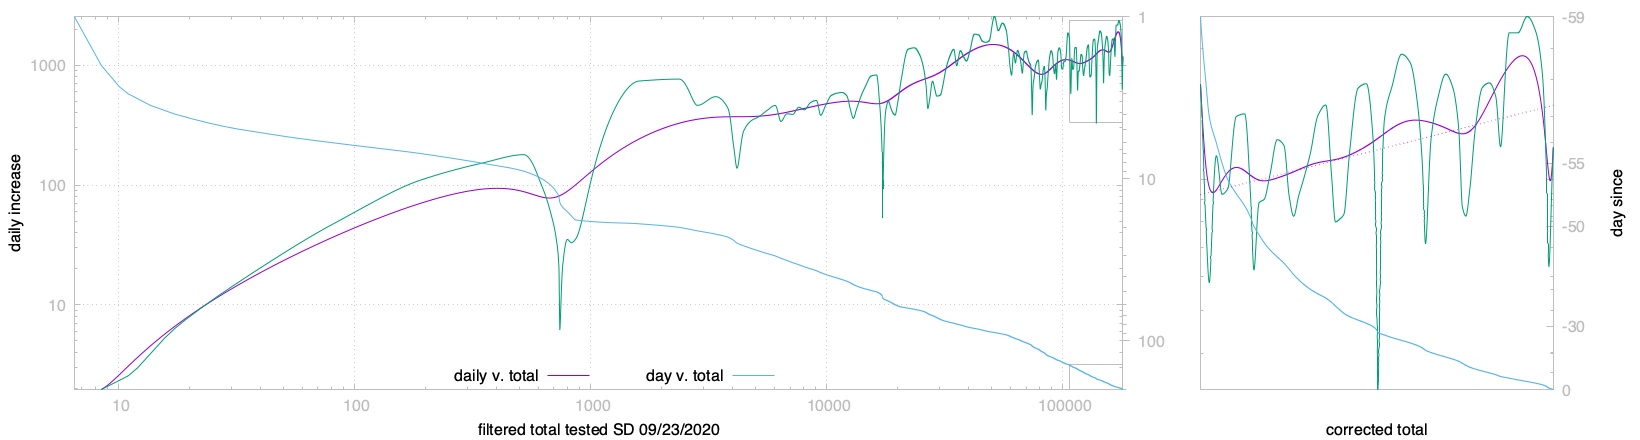 daily increase
1000
100
10
daily v. total
day v. total
10
100
1000
10000
100000
filtered total tested SD 09/23/2020
1
10
100
-59
-55
-50
-30
0
day since
corrected total